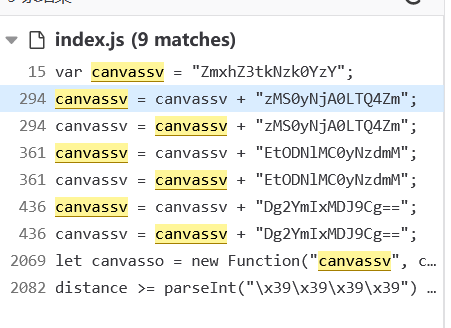 index.js (9 matches)
15 var canvassv = "ZmxhZ3tkNzk0YzY";
294 canvassv = canvassv + "zMS0yNjA0LTQ4Zm";
294 canvassv = canvassv + "zMS0yNjA0LTQ4Zm";
361 canvassv = canvassv + "EtODNlMC0yNzdmM";
361 canvassv = canvassv + "EtODNlMC0yNzdmM";
436 canvassv = canvassv + "Dg2YmIxMDJ9Cg==";
436 canvassv = canvassv + "Dg2YmIxMDJ9Cg==";
2069 let canvasso = new Function("canvassv", c…
2082 distance >= parseInt("\x39\x39\x39\x39") …